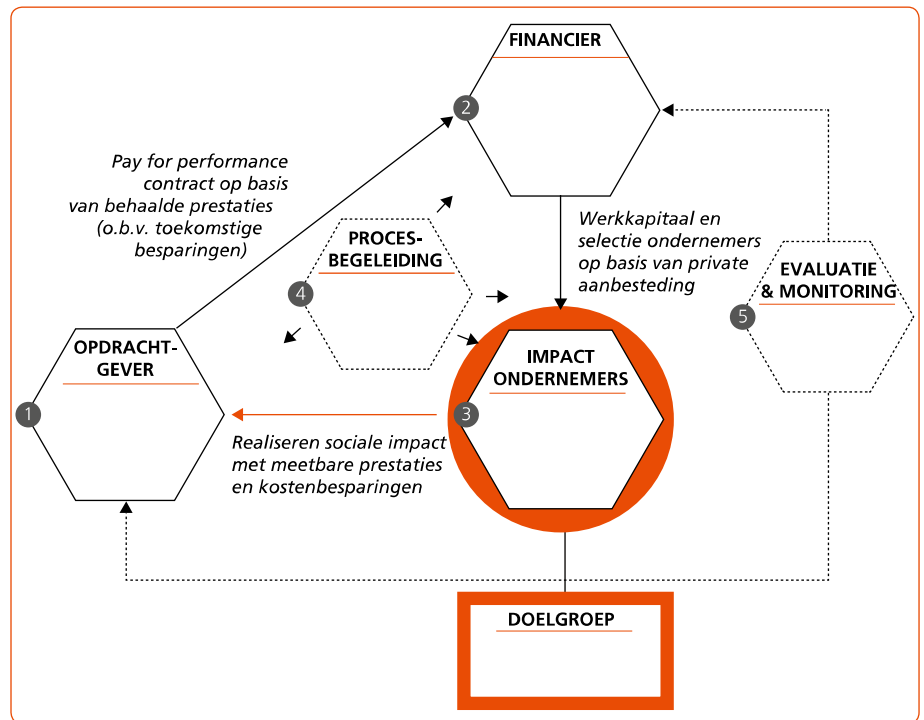 FINANCIER
2
Pay for performance
contract op basis
van behaalde prestaties
(o.b.v. toekomstige
besparingen)
Werkkapitaal en
selectie ondernemers
op basis van private
aanbesteding
PROCES-
BEGELEIDING
4
EVALUATIE
& MONITORING
5
OPDRACHT-
GEVER
1
IMPACT
ONDERNEMERS
3
Realiseren sociale impact
met meetbare prestaties
en kostenbesparingen
DOELGROEP